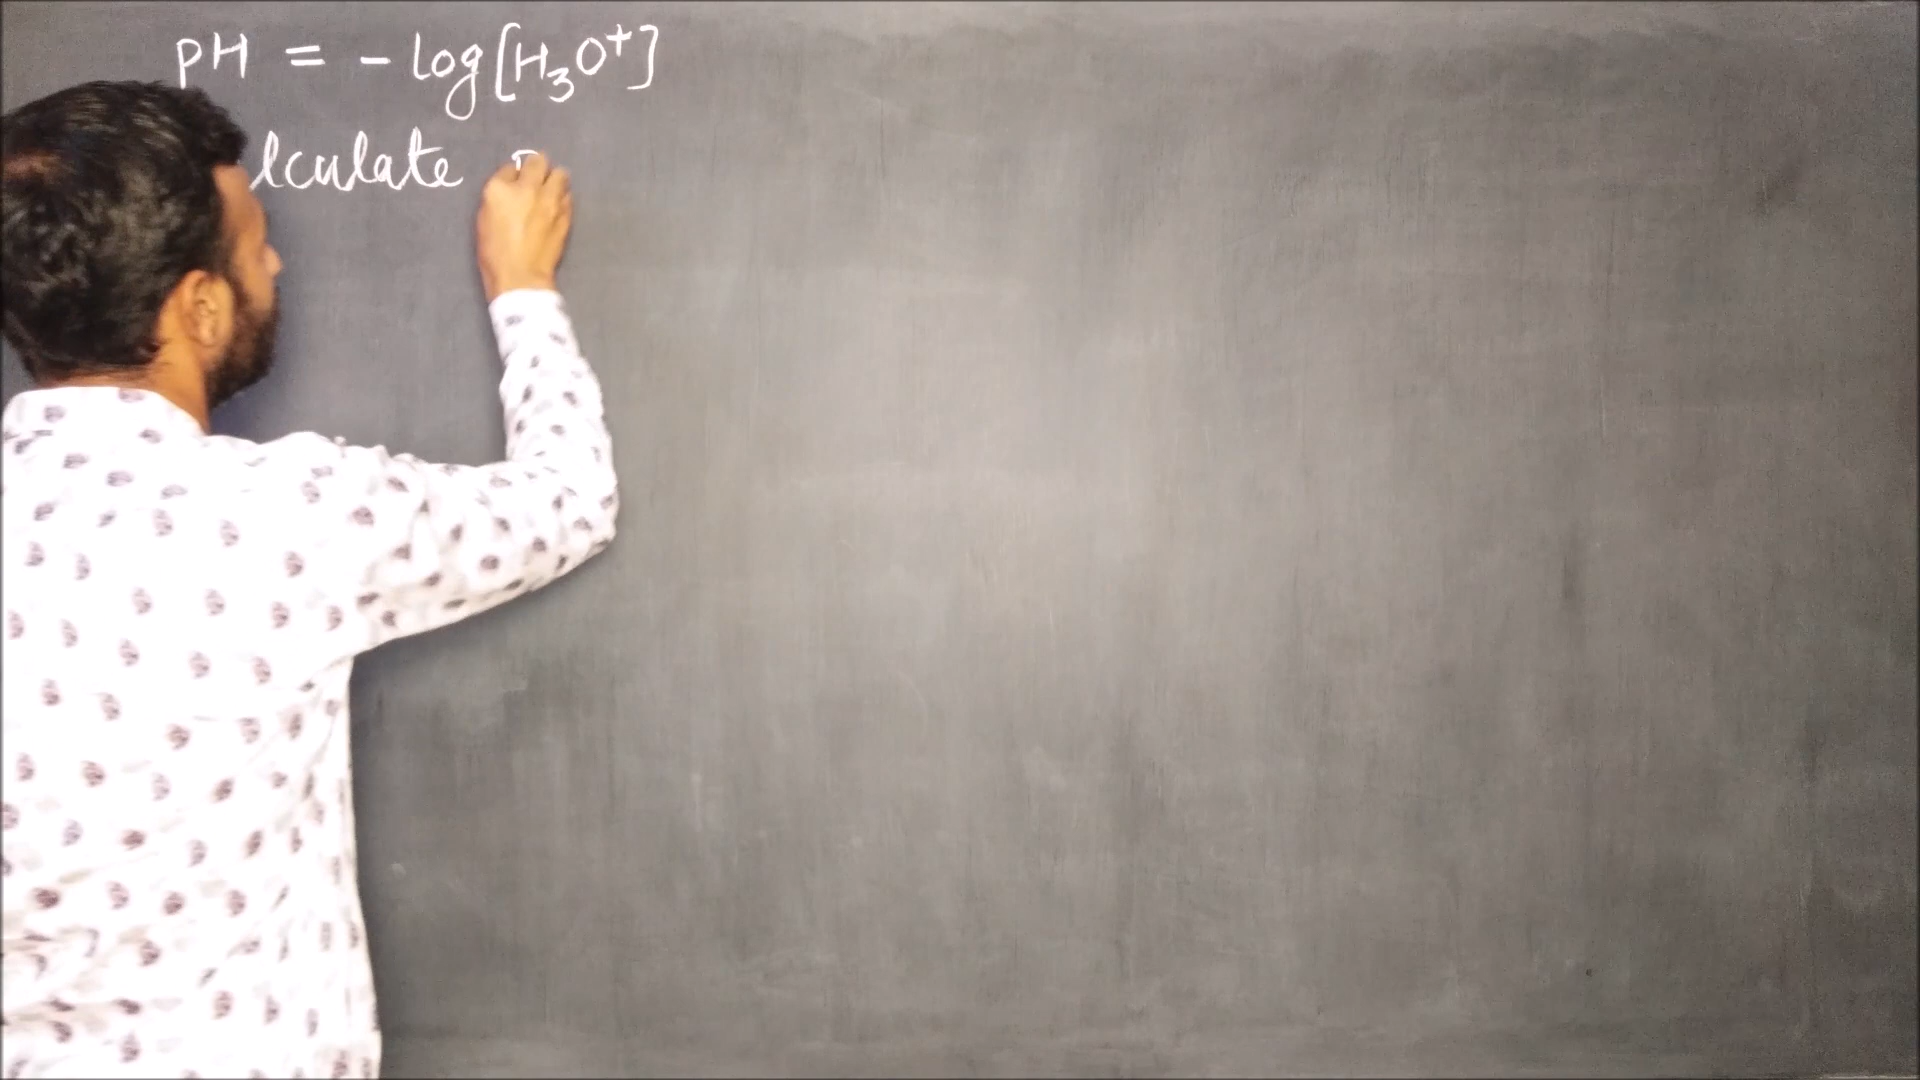 pH = - log[H₃O⁺]
lculate